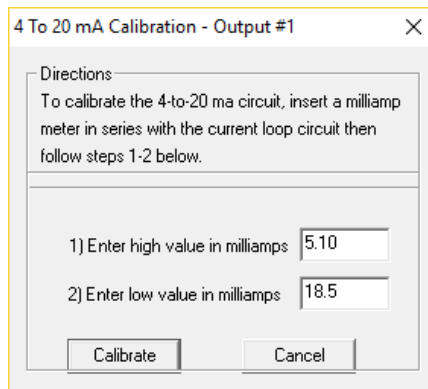 4 To 20 mA Calibration - Output #1
Directions
To calibrate the 4-to-20 ma circuit, insert a milliamp
meter in series with the current loop circuit then
follow steps 1-2 below.
1) Enter high value in milliamps 5.10
2) Enter low value in milliamps 18.5
Calibrate Cancel